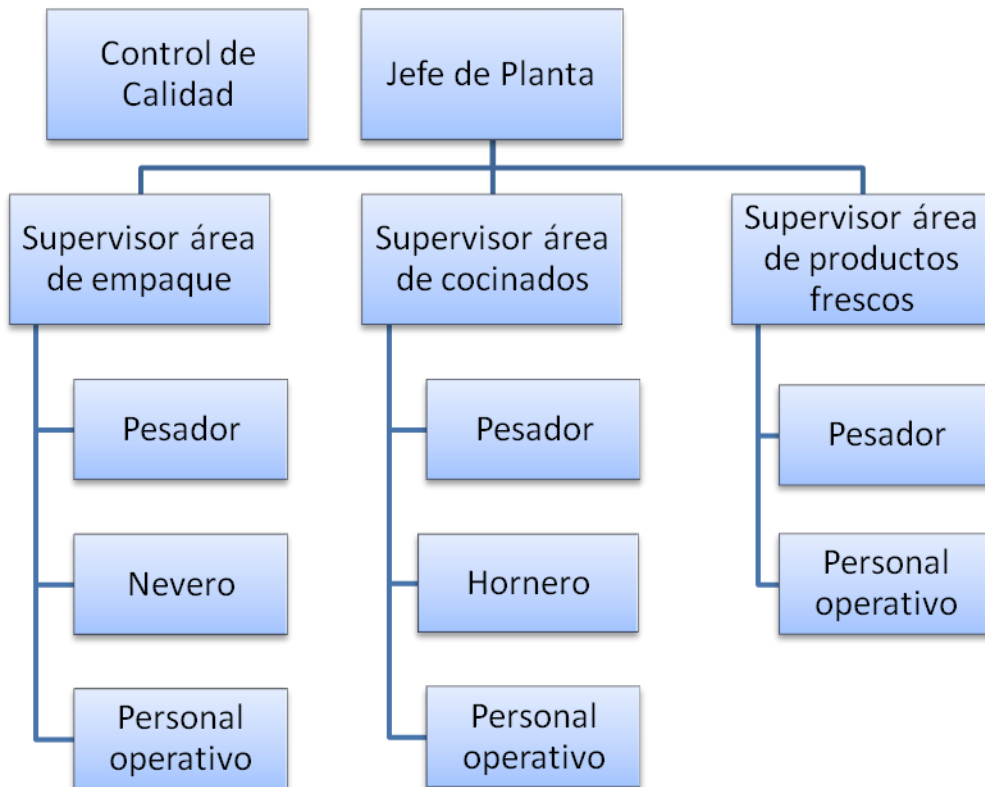 Control de
Calidad
Jefe de Planta
Supervisor área
de empaque
Supervisor área
de cocinados
Supervisor área
de productos
frescos
Pesador
Pesador
Pesador
Nevero
Hornero
Personal
operativo
Personal
operativo
Personal
operativo